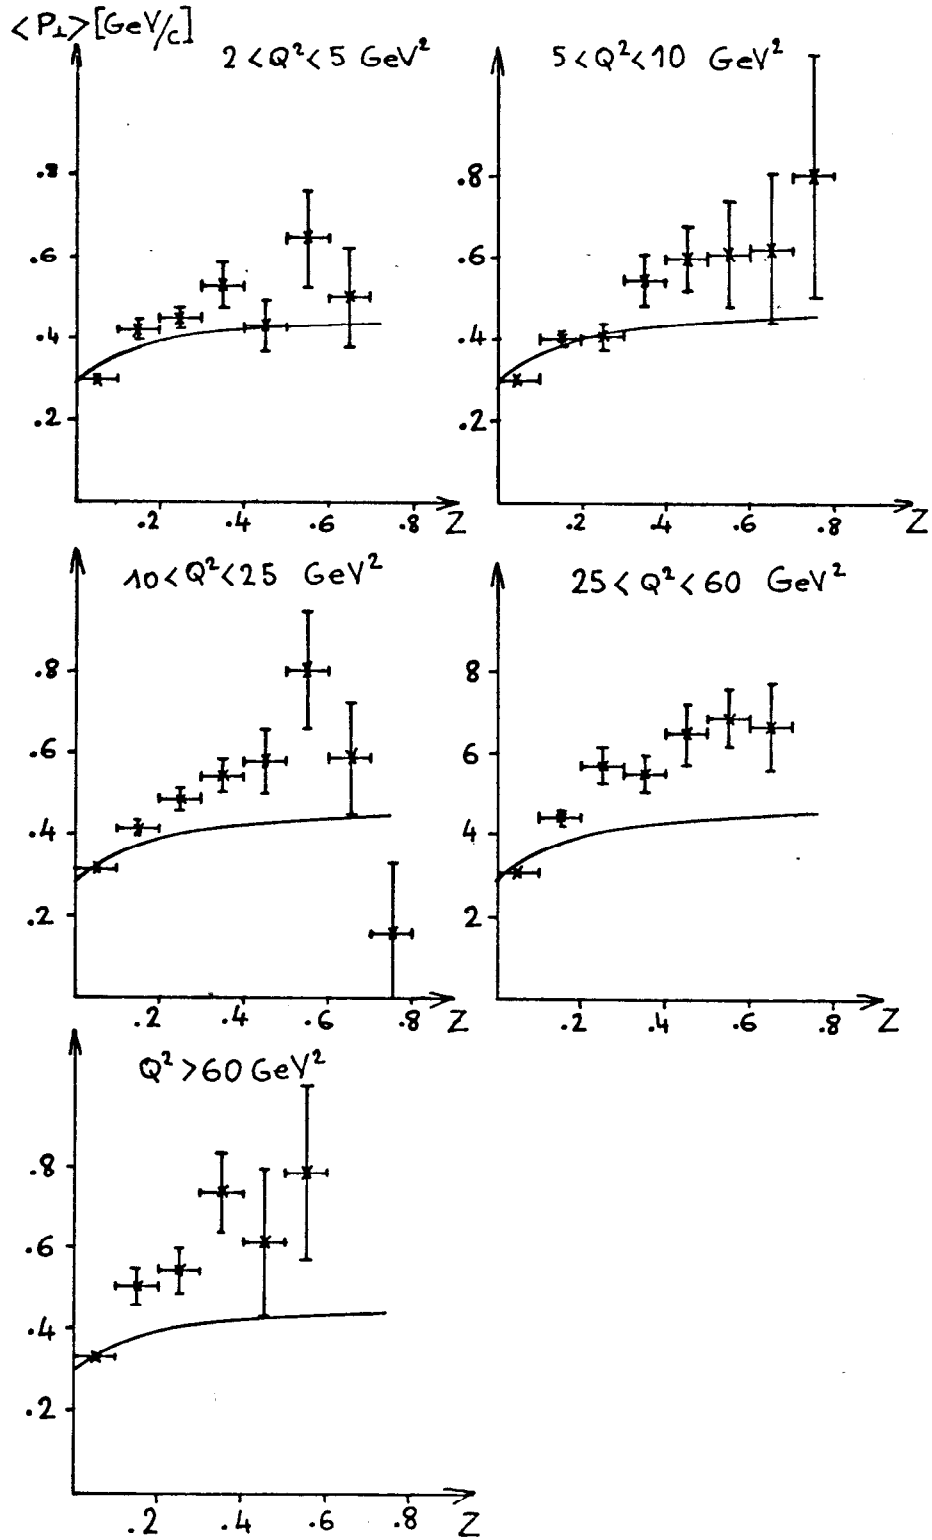 <P⊥>[GeV/c]
2 < Q² < 5 GeV²
.8
.6
.4
.2
.2 .4 .6 .8 Z
5 < Q² < 10 GeV²
.8
.6
.4
.2
.2 .4 .6 .8 Z
10 < Q² < 25 GeV²
.8
.6
.4
.2
.2 .4 .6 .8 Z
25 < Q² < 60 GeV²
8
6
4
2
.2 .4 .6 .8 Z
Q² > 60 GeV²
.8
.6
.4
.2
.2 .4 .6 .8 Z